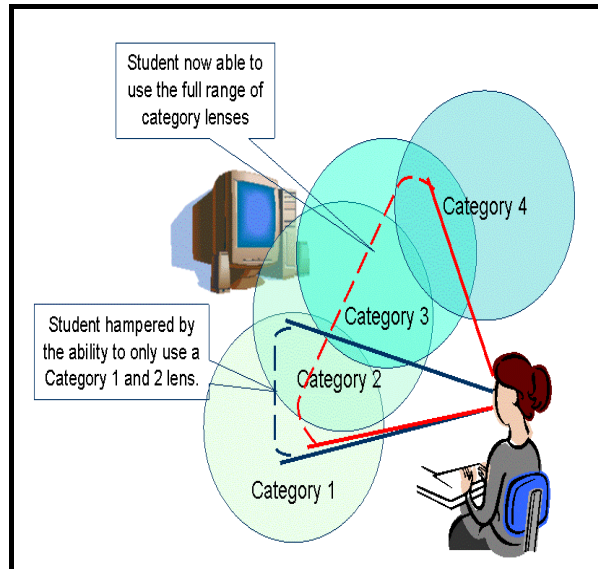 Student now able to
use the full range of
category lenses
Category 4
Category 3
Student hampered by
the ability to only use a
Category 1 and 2 lens.
Category 2
Category 1